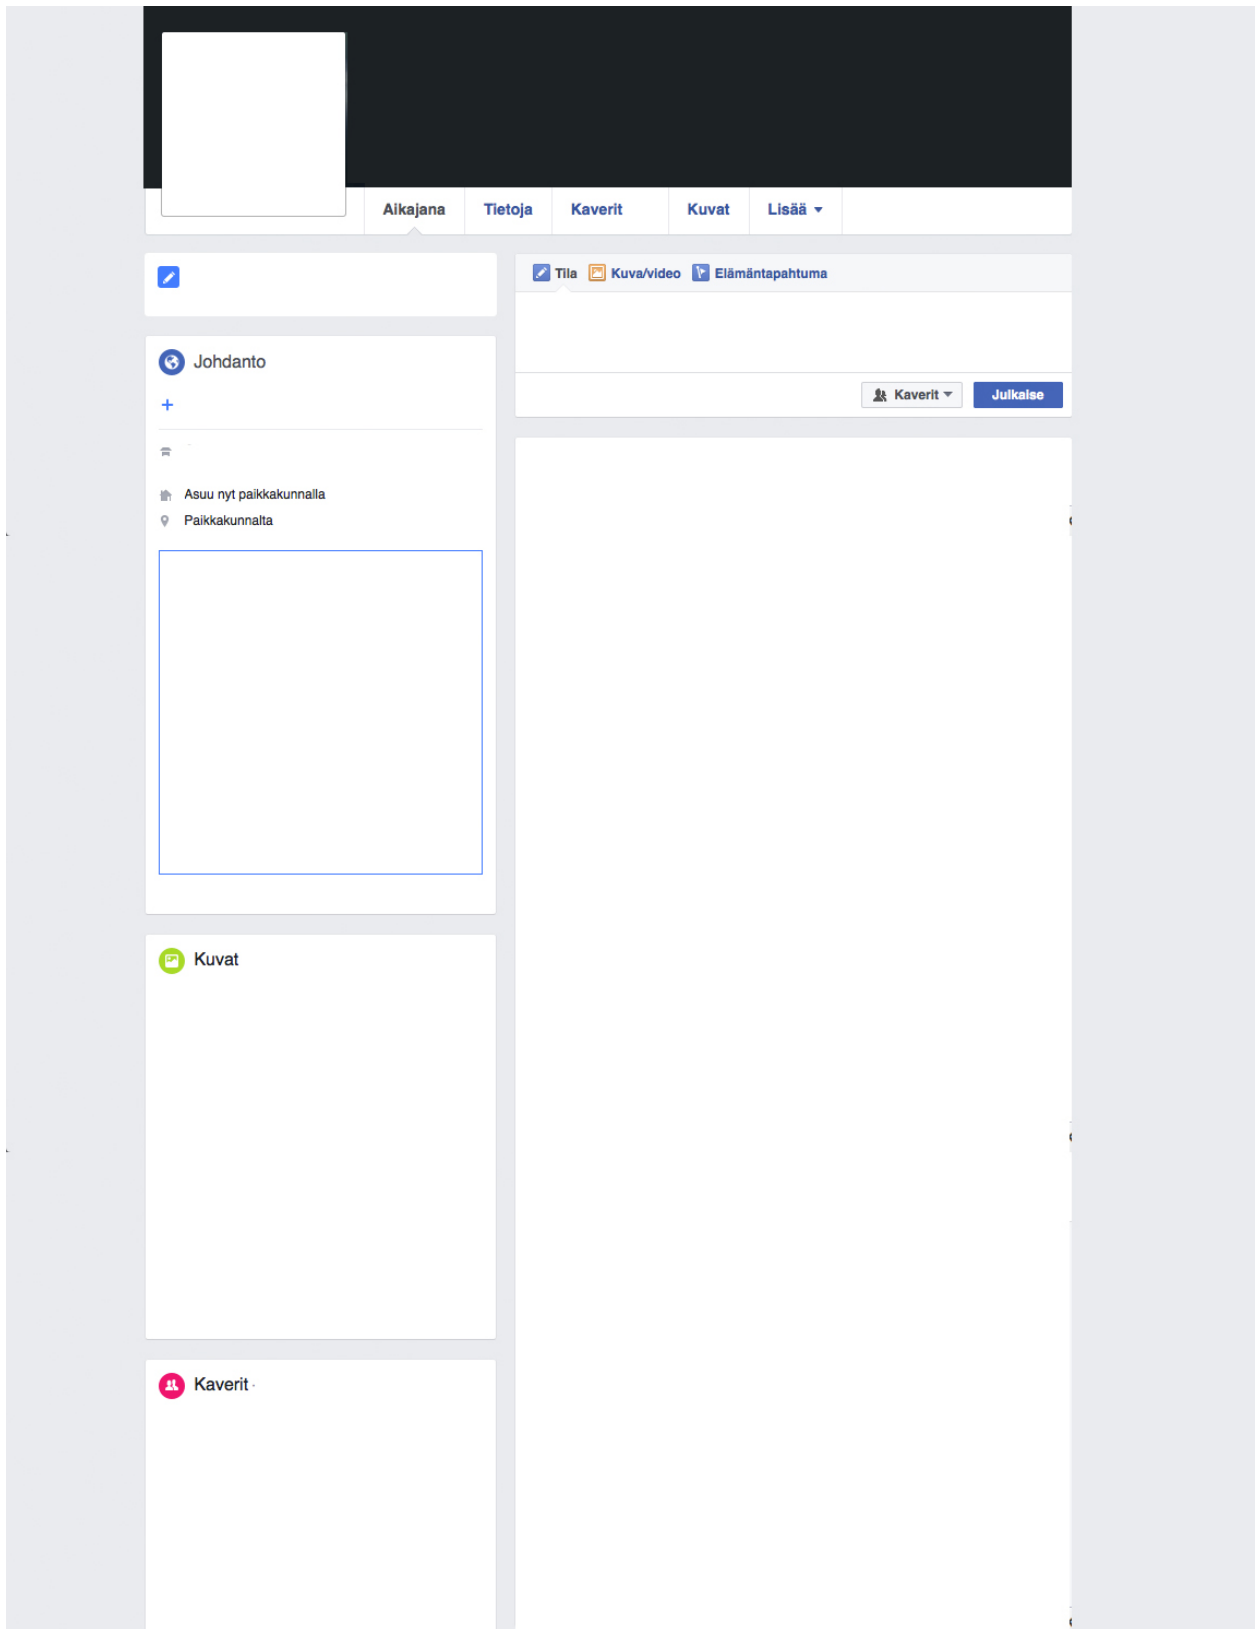 Aikajana Tietoja Kaverit Kuvat Lisää
Tila Kuva/video Elämäntapahtuma
Kaverit Julkaise
Johdanto
Asuu nyt paikkakunnalla
Paikkakunnalta
Kuvat
Kaverit ·